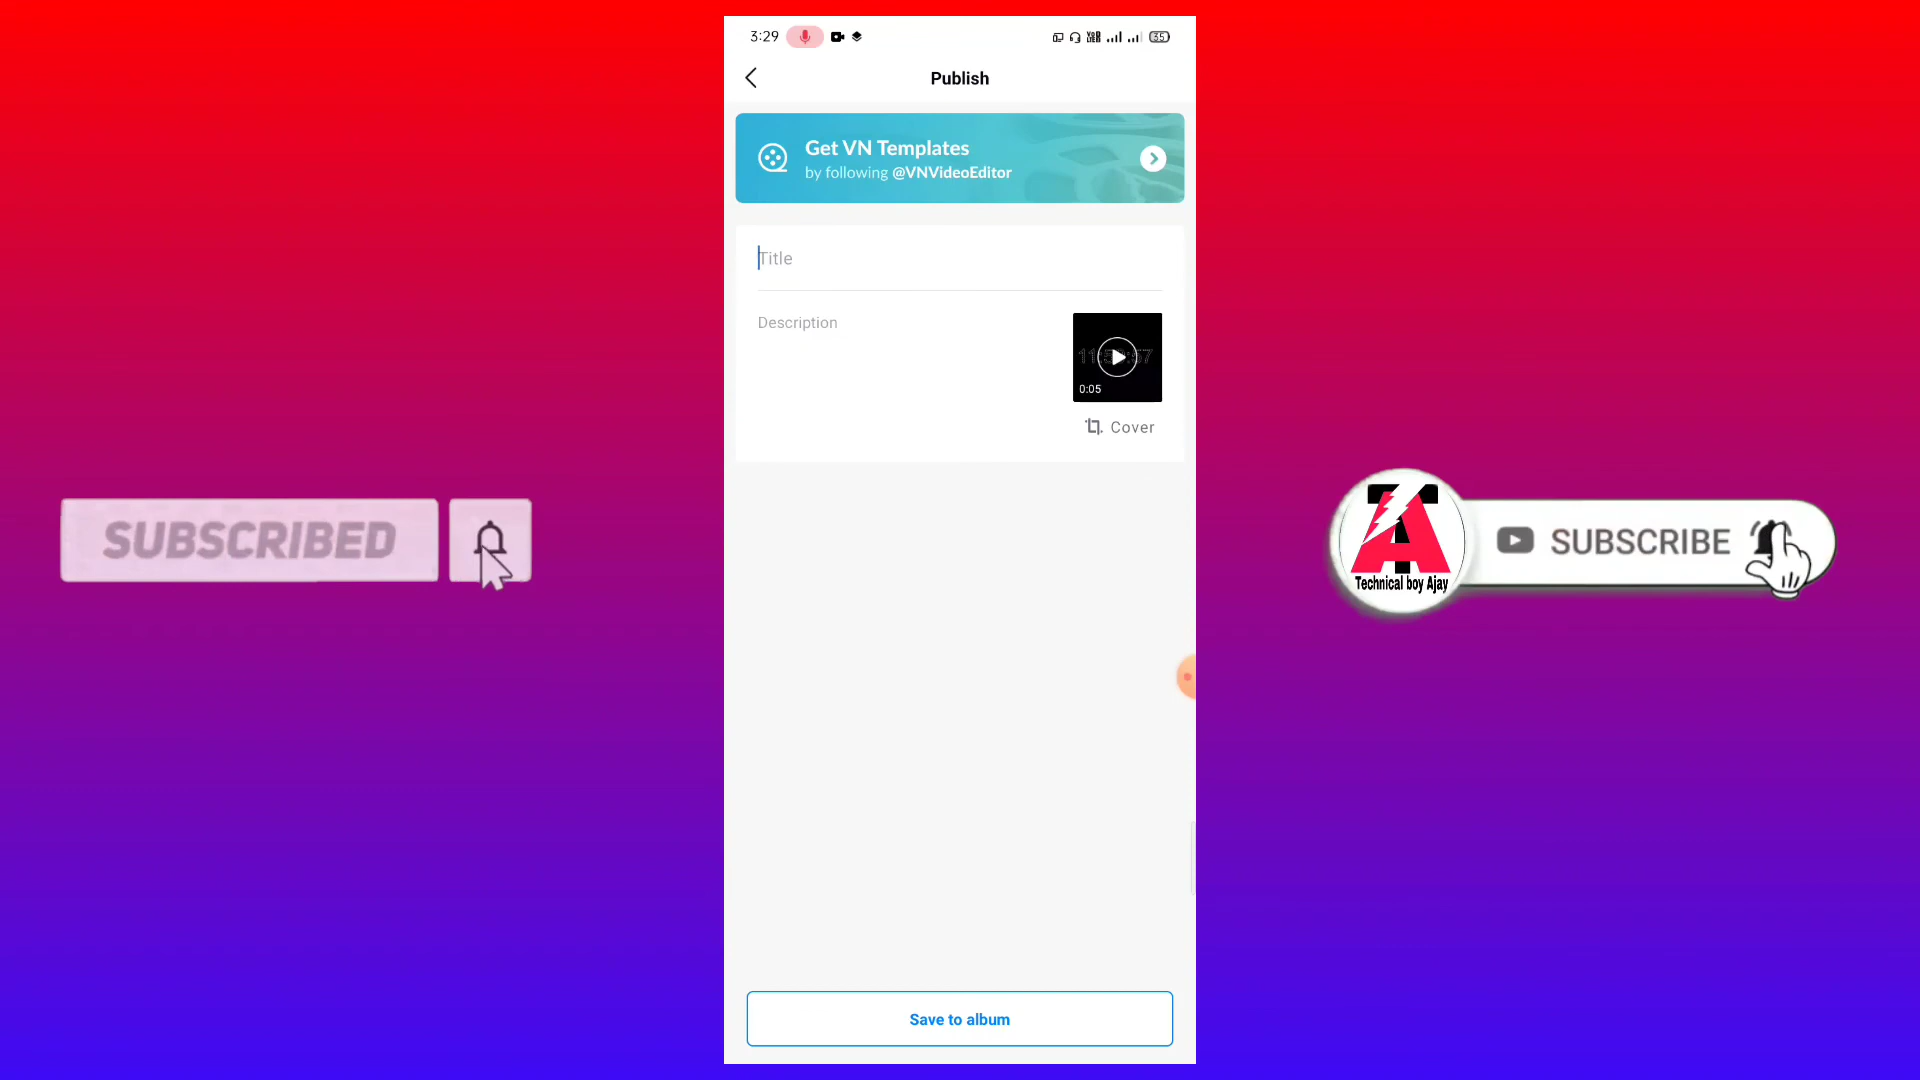 3:29
35
Publish
Get VN Templates
by following @VNVideoEditor
Title
Description
0:05
Cover
SUBSCRIBED
SUBSCRIBE
Technical boy Ajay
Save to album